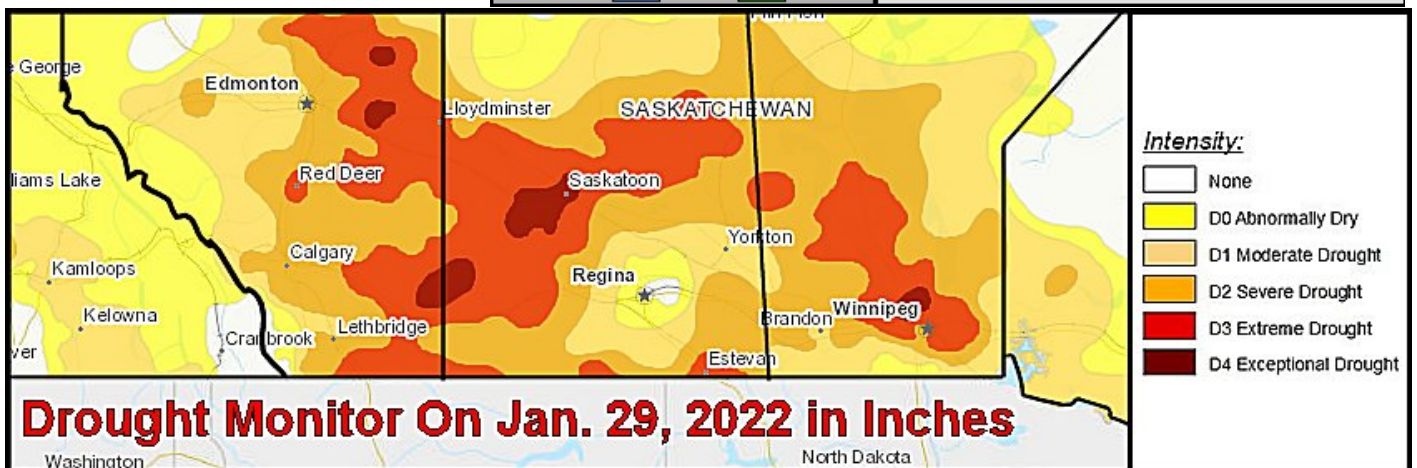 e George
Edmonton
Lloydminster
SASKATCHEWAN
Red Deer
Saskatoon
liams Lake
Yorkton
Calgary
Kamloops
Regina
Kelowna
Cranbrook
Lethbridge
Brandon
Winnipeg
ver
Estevan
Intensity:
None
D0 Abnormally Dry
D1 Moderate Drought
D2 Severe Drought
D3 Extreme Drought
D4 Exceptional Drought
Drought Monitor On Jan. 29, 2022 in Inches
Washington
North Dakota